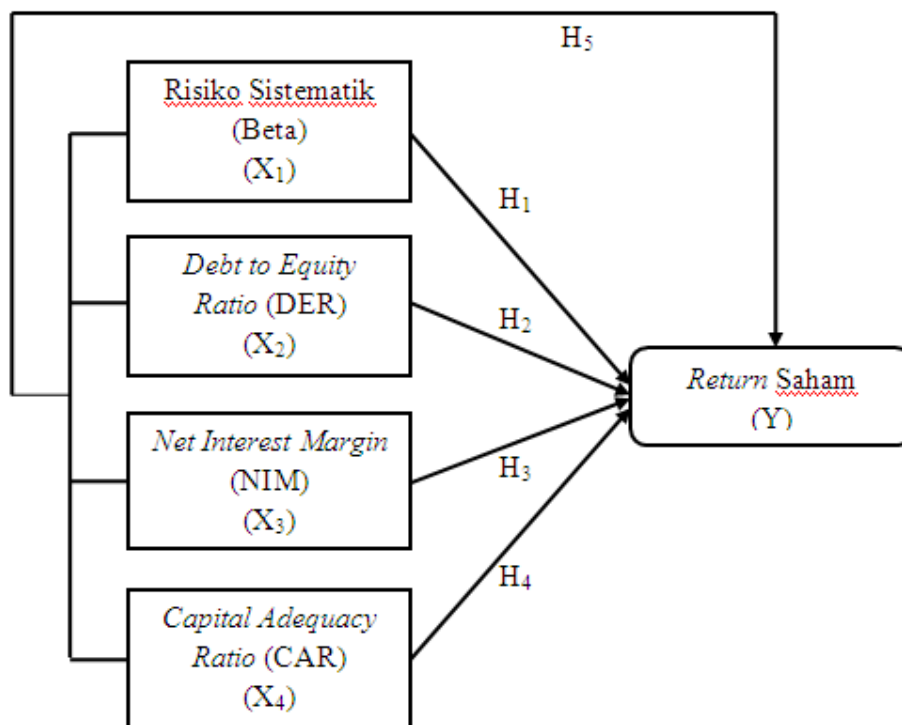 H₅
Risiko Sistematik
(Beta)
(X₁)
H₁
Debt to Equity
Ratio (DER)
(X₂)
H₂
Return Saham
(Y)
Net Interest Margin
(NIM)
(X₃)
H₃
Capital Adequacy
Ratio (CAR)
(X₄)
H₄